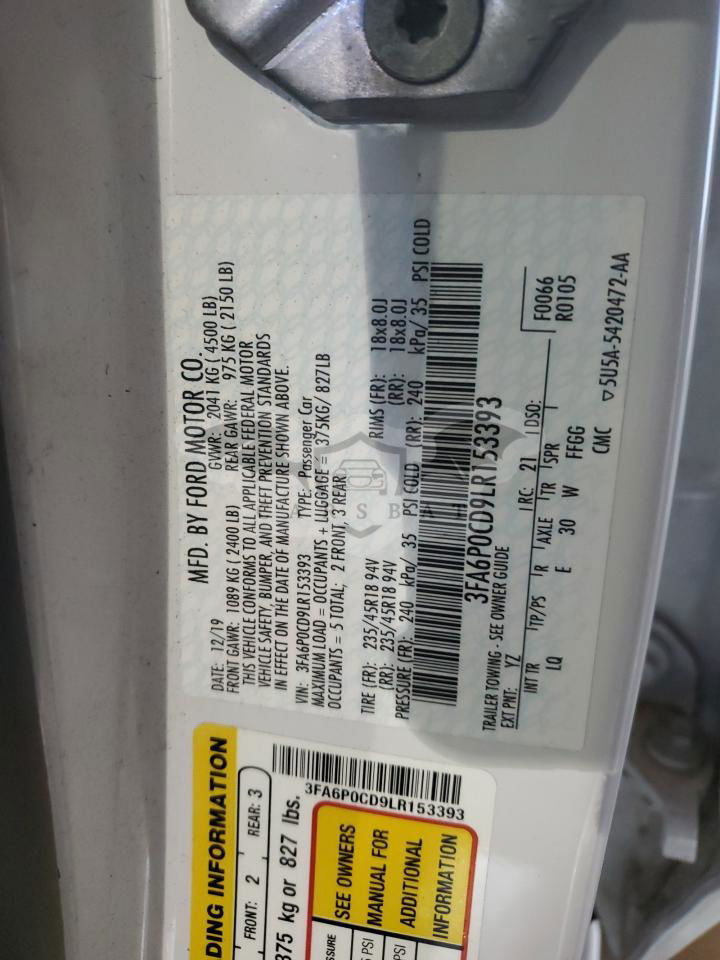 MFD. BY FORD MOTOR CO.
DATE: 12/19 GVWR: 2041 KG ( 4500 LB)
FRONT GAWR: 1089 KG ( 2400 LB) REAR GAWR: 975 KG ( 2150 LB)
THIS VEHICLE CONFORMS TO ALL APPLICABLE FEDERAL MOTOR
VEHICLE SAFETY, BUMPER, AND THEFT PREVENTION STANDARDS
IN EFFECT ON THE DATE OF MANUFACTURE SHOWN ABOVE.
VIN: 3FA6P0CD9LR153393 TYPE: Passenger Car
MAXIMUM LOAD = OCCUPANTS + LUGGAGE = 375KG/ 827LB
OCCUPANTS = 5 TOTAL; 2 FRONT, 3 REAR
TIRE (FR): 235/45R18 94V RIMS (FR): 18x8.0J
(RR): 235/45R18 94V (RR): 18x8.0J
PRESSURE (FR): 240 kPa/ 35 PSI COLD (RR): 240 kPa/ 35 PSI COLD
3FA6P0CD9LR153393
TRAILER TOWING - SEE OWNER GUIDE
EXT PNT: YZ RC: 21 DSO:
F0066
R0105
INT TR TP/PS R AXLE TR SPR
LQ E 30 W FFGG
CMC
▽5U5A-5420472-AA
DING INFORMATION
FRONT: 2 REAR: 3
375 kg or 827 lbs.
3FA6P0CD9LR153393
SEE OWNERS
MANUAL FOR
ADDITIONAL
INFORMATION
SSURE
PSI
PSI